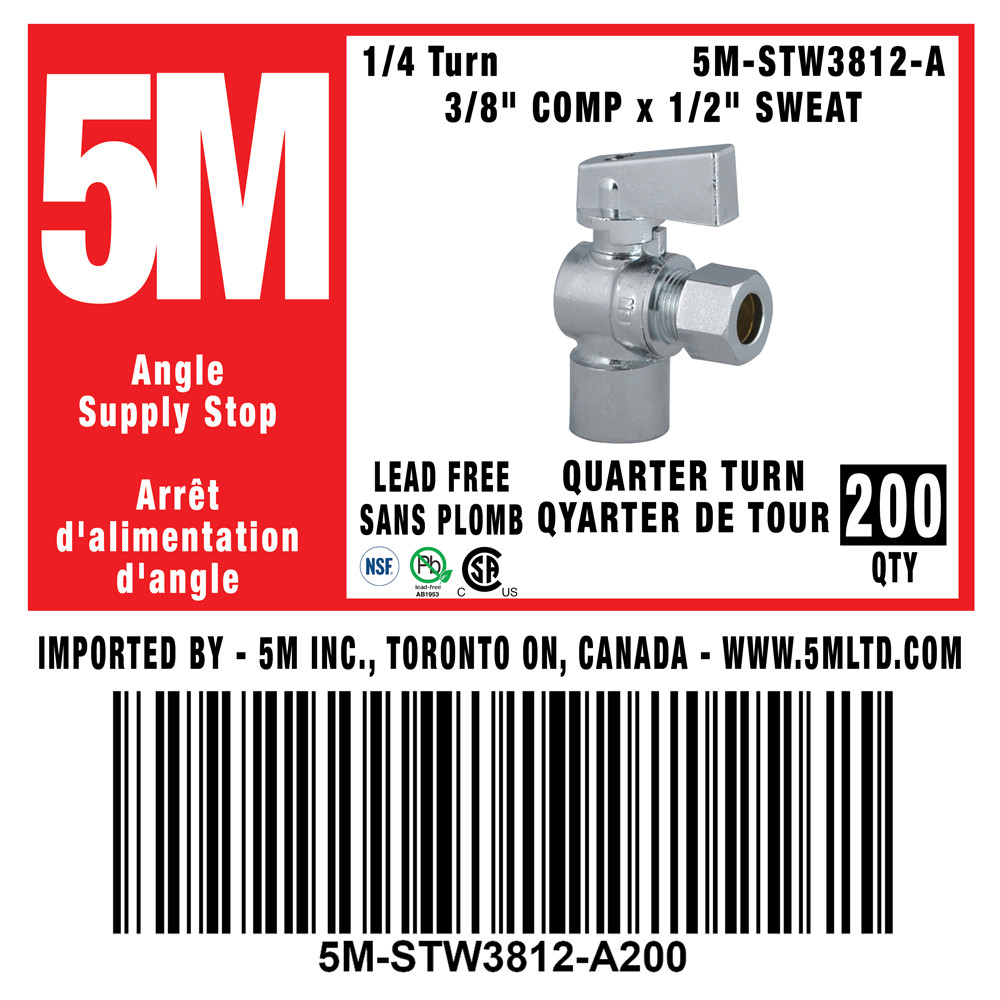 5M
Angle
Supply Stop
Arrêt
d'alimentation
d'angle
1/4 Turn 5M-STW3812-A
3/8" COMP x 1/2" SWEAT
LEAD FREE
SANS PLOMB
QUARTER TURN
QYARTER DE TOUR
200
QTY
NSF
Pb
lead-free
AB1953
C SA US
IMPORTED BY - 5M INC., TORONTO ON, CANADA - WWW.5MLTD.COM
5M-STW3812-A200